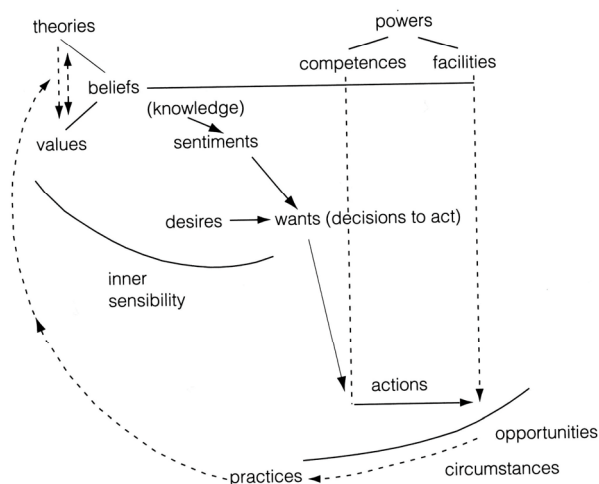 theories
powers
competences
facilities
beliefs
(knowledge)
values
sentiments
desires
wants (decisions to act)
inner
sensibility
actions
opportunities
practices
circumstances